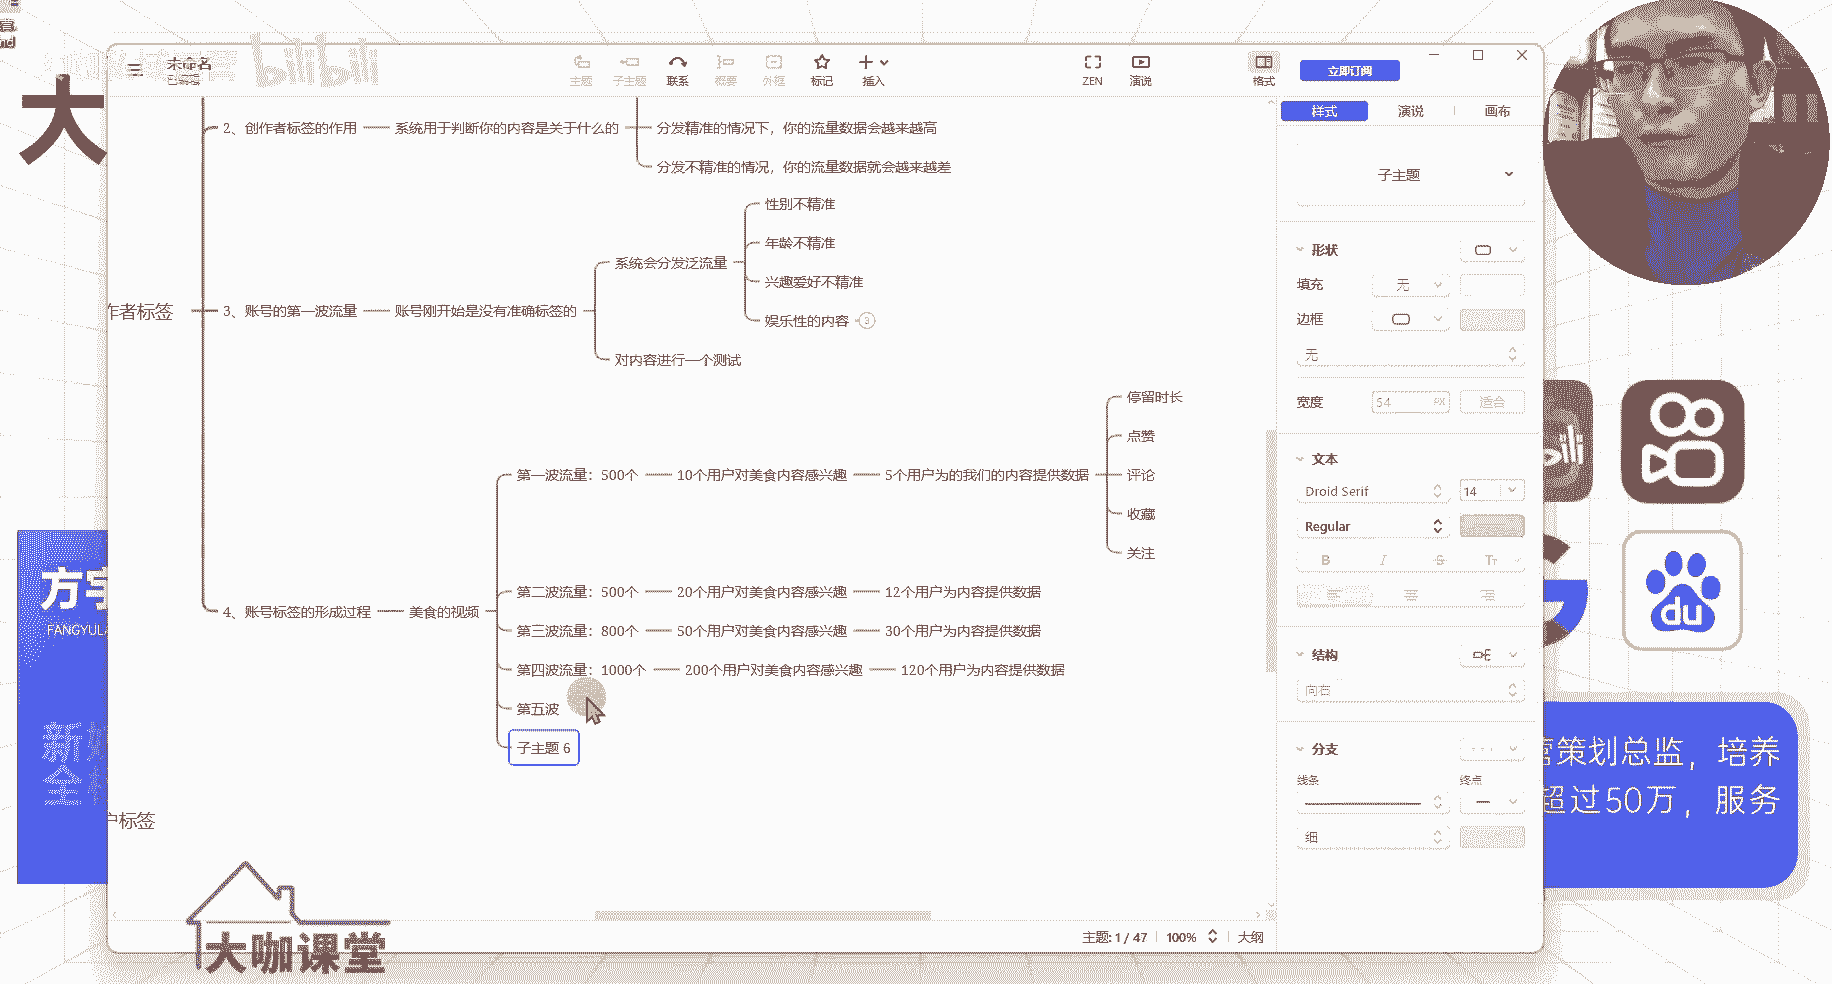 未命名
已编辑
bilibili
主题
子主题
联系
概要
外框
标记
插入
ZEN
演说
格式
立即订阅
大
2、创作者标签的作用
系统用于判断你的内容是关于什么的
分发精准的情况下，你的流量数据会越来越高
分发不精准的情况，你的流量数据就会越来越差
作者标签
3、账号的第一波流量
账号刚开始是没有准确标签的
系统会分发泛流量
性别不精准
年龄不精准
兴趣爱好不精准
娱乐性的内容
3
对内容进行一个测试
4、账号标签的形成过程
美食的视频
第一波流量：500个
10个用户对美食内容感兴趣
5个用户为的我们的内容提供数据
停留时长
点赞
评论
收藏
关注
第二波流量：500个
20个用户对美食内容感兴趣
12个用户为内容提供数据
第三波流量：800个
50个用户对美食内容感兴趣
30个用户为内容提供数据
第四波流量：1000个
200个用户对美食内容感兴趣
120个用户为内容提供数据
第五波
子主题 6
户标签
样式
演说
画布
子主题
形状
填充
无
边框
无
宽度
54
PX
适合
文本
Droid Serif
14
Regular
B
I
S
Tт
结构
向右
分支
线条
终点
细
主题: 1 / 47
100%
大纲
方宇
FANGYUL
新媒
全
大咖课堂
bili
du
营策划总监，培养
超过50万，服务